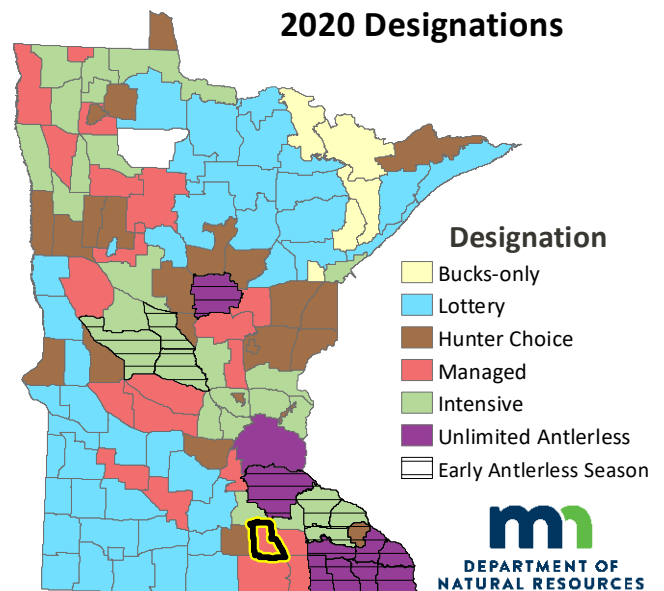 2020 Designations
Designation
Bucks-only
Lottery
Hunter Choice
Managed
Intensive
Unlimited Antlerless
Early Antlerless Season
DEPARTMENT OF
NATURAL RESOURCES